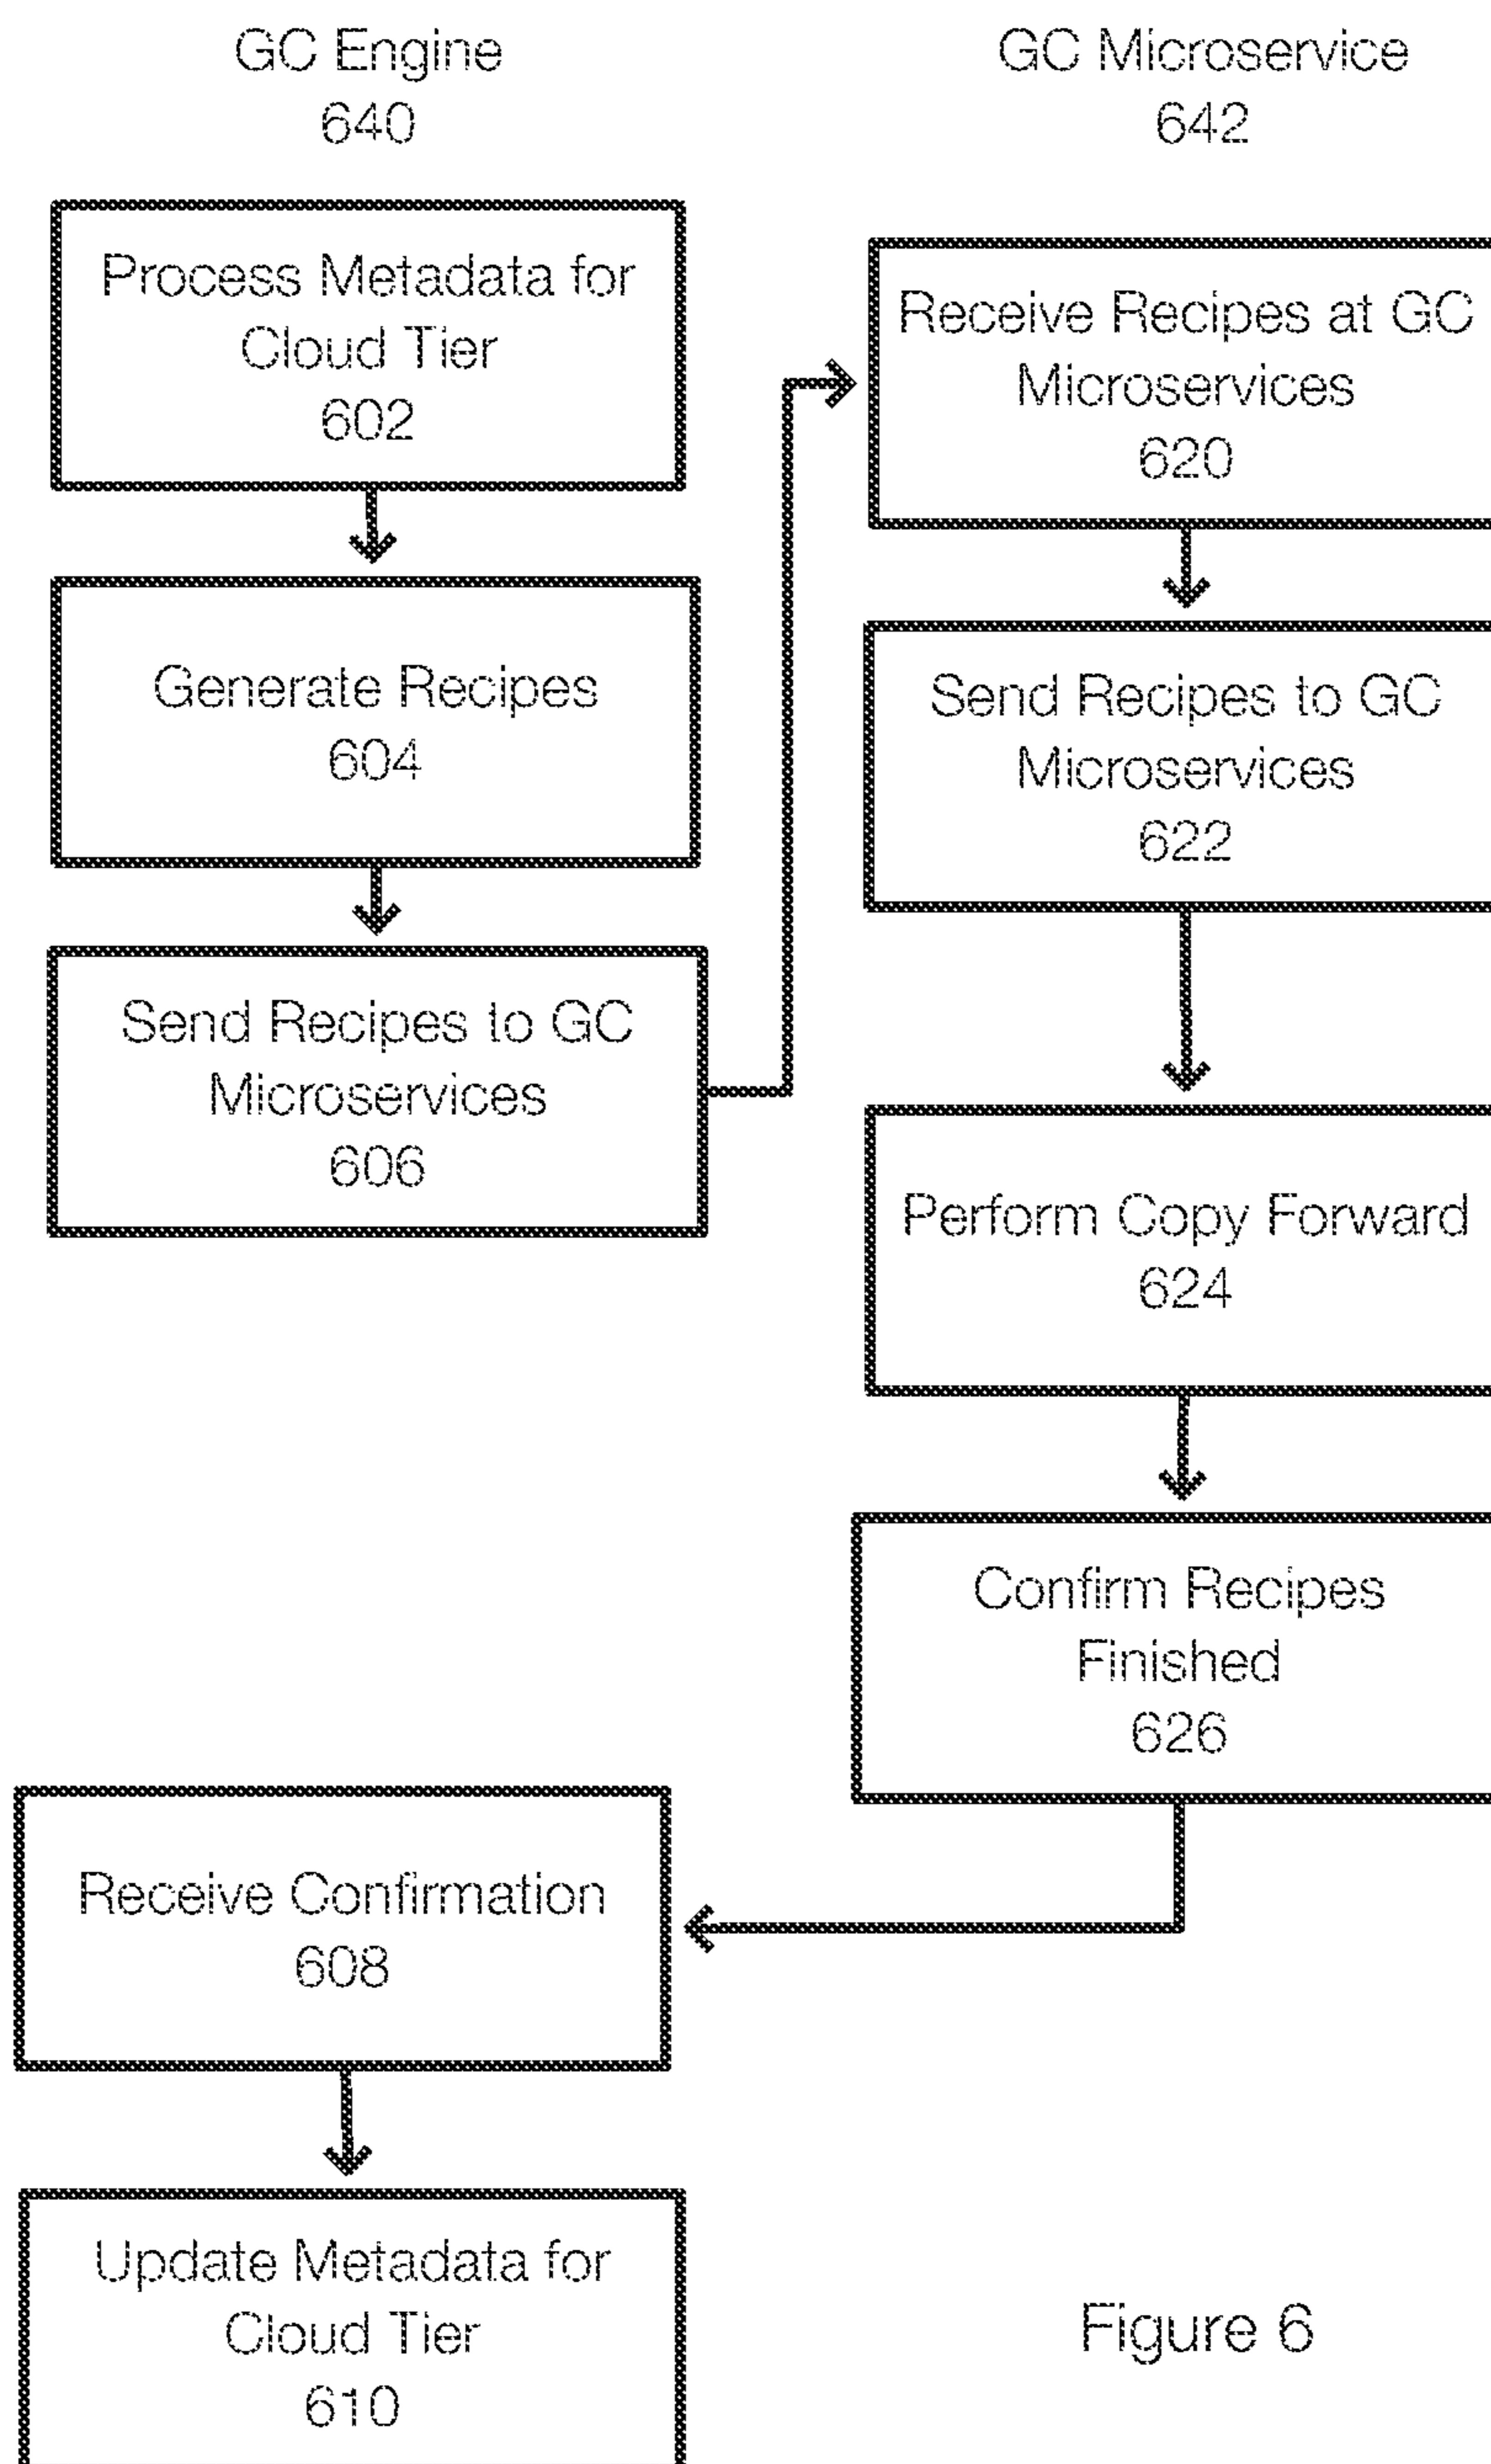 GC Engine
640
Process Metadata for
Cloud Tier
602
Generate Recipes
604
Send Recipes to GC
Microservices
606
GC Microservice
642
Receive Recipes at GC
Microservices
620
Send Recipes to GC
Microservices
622
Perform Copy Forward
624
Confirm Recipes
Finished
626
Receive Confirmation
608
Update Metadata for
Cloud Tier
610
Figure 6